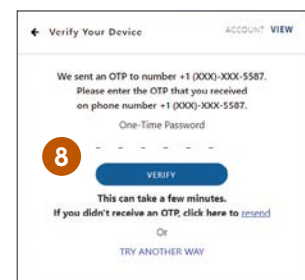 ← Verify Your Device
ACCOUNT VIEW
We sent an OTP to number +1 (XXX)-XXX-5587.
Please enter the OTP that you received
on phone number +1 (XXX)-XXX-5587.
One-Time Password
8
- - - - - -
VERIFY
This can take a few minutes.
If you didn't receive an OTP, click here to resend
Or
TRY ANOTHER WAY